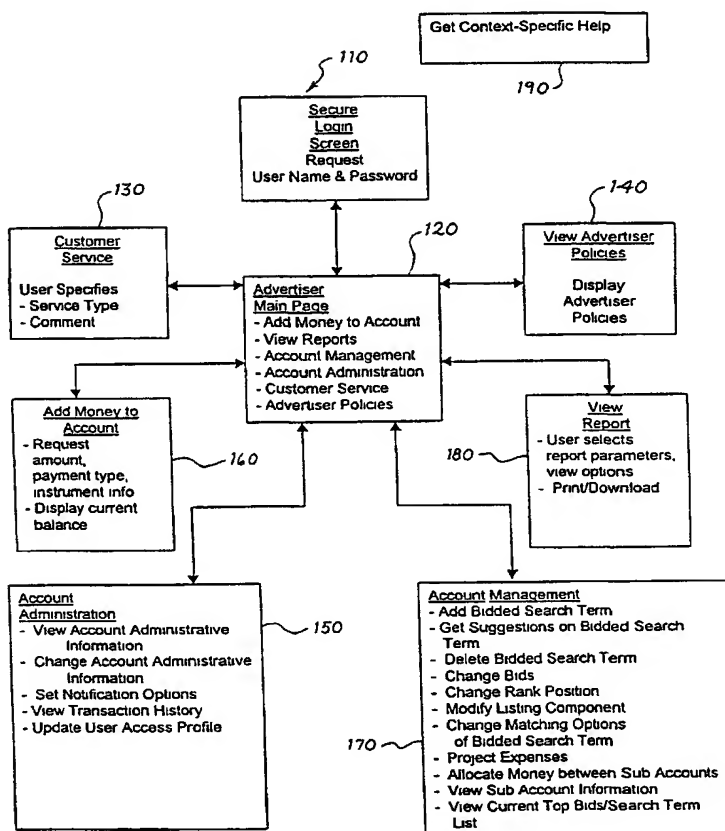 Get Context-Specific Help
190
110
Secure
Login
Screen
Request
User Name & Password
130
Customer
Service
User Specifies
- Service Type
- Comment
120
Advertiser
Main Page
- Add Money to Account
- View Reports
- Account Management
- Account Administration
- Customer Service
- Advertiser Policies
140
View Advertiser
Policies
Display
Advertiser
Policies
Add Money to
Account
- Request
amount,
payment type,
instrument info
- Display current
balance
160
View
Report
- User selects
report parameters,
view options
- Print/Download
180
Account
Administration
- View Account Administrative
Information
- Change Account Administrative
Information
- Set Notification Options
- View Transaction History
- Update User Access Profile
150
Account Management
- Add Bidded Search Term
- Get Suggestions on Bidded Search
Term
- Delete Bidded Search Term
- Change Bids
- Change Rank Position
- Modify Listing Component
- Change Matching Options
of Bidded Search Term
- Project Expenses
- Allocate Money between Sub Accounts
- View Sub Account Information
- View Current Top Bids/Search Term
List
170